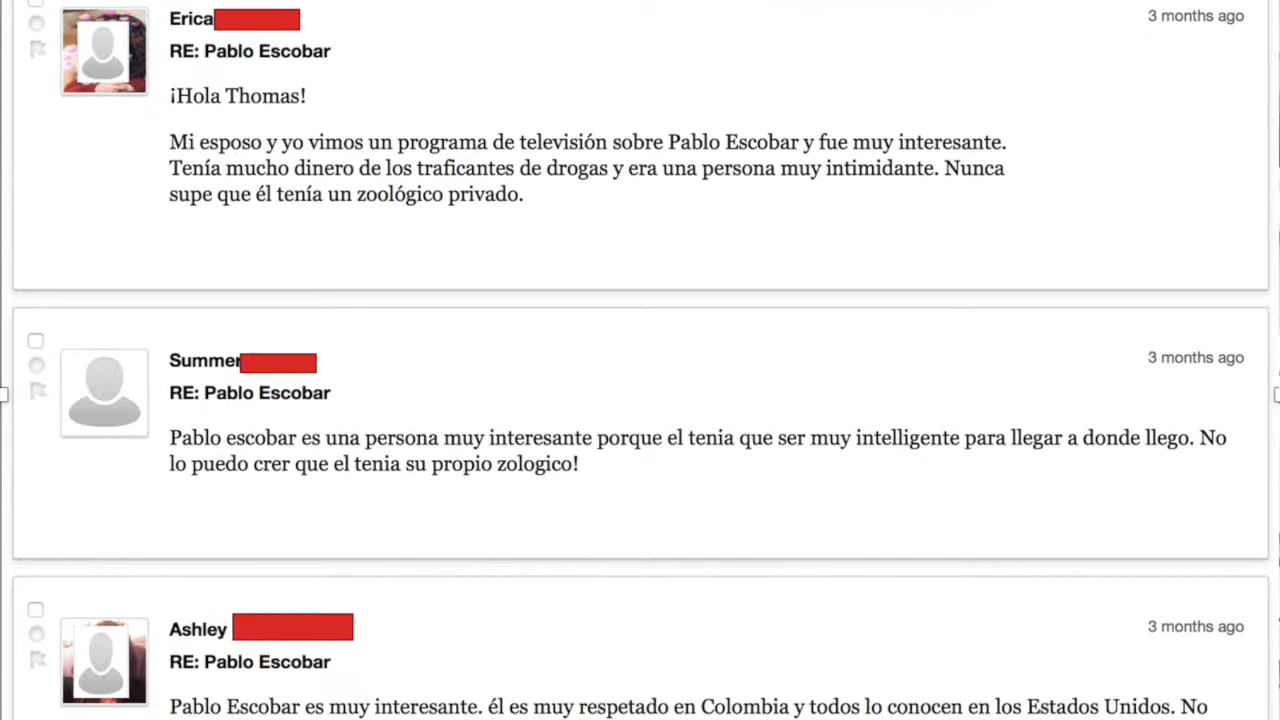 Erica
3 months ago
RE: Pablo Escobar
¡Hola Thomas!
Mi esposo y yo vimos un programa de televisión sobre Pablo Escobar y fue muy interesante.
Tenía mucho dinero de los traficantes de drogas y era una persona muy intimidante. Nunca
supe que él tenía un zoológico privado.
Summer
3 months ago
RE: Pablo Escobar
Pablo escobar es una persona muy interesante porque el tenia que ser muy intelligente para llegar a donde llego. No
lo puedo crer que el tenia su propio zologico!
Ashley
3 months ago
RE: Pablo Escobar
Pablo Escobar es muy interesante. él es muy respetado en Colombia y todos lo conocen en los Estados Unidos. No